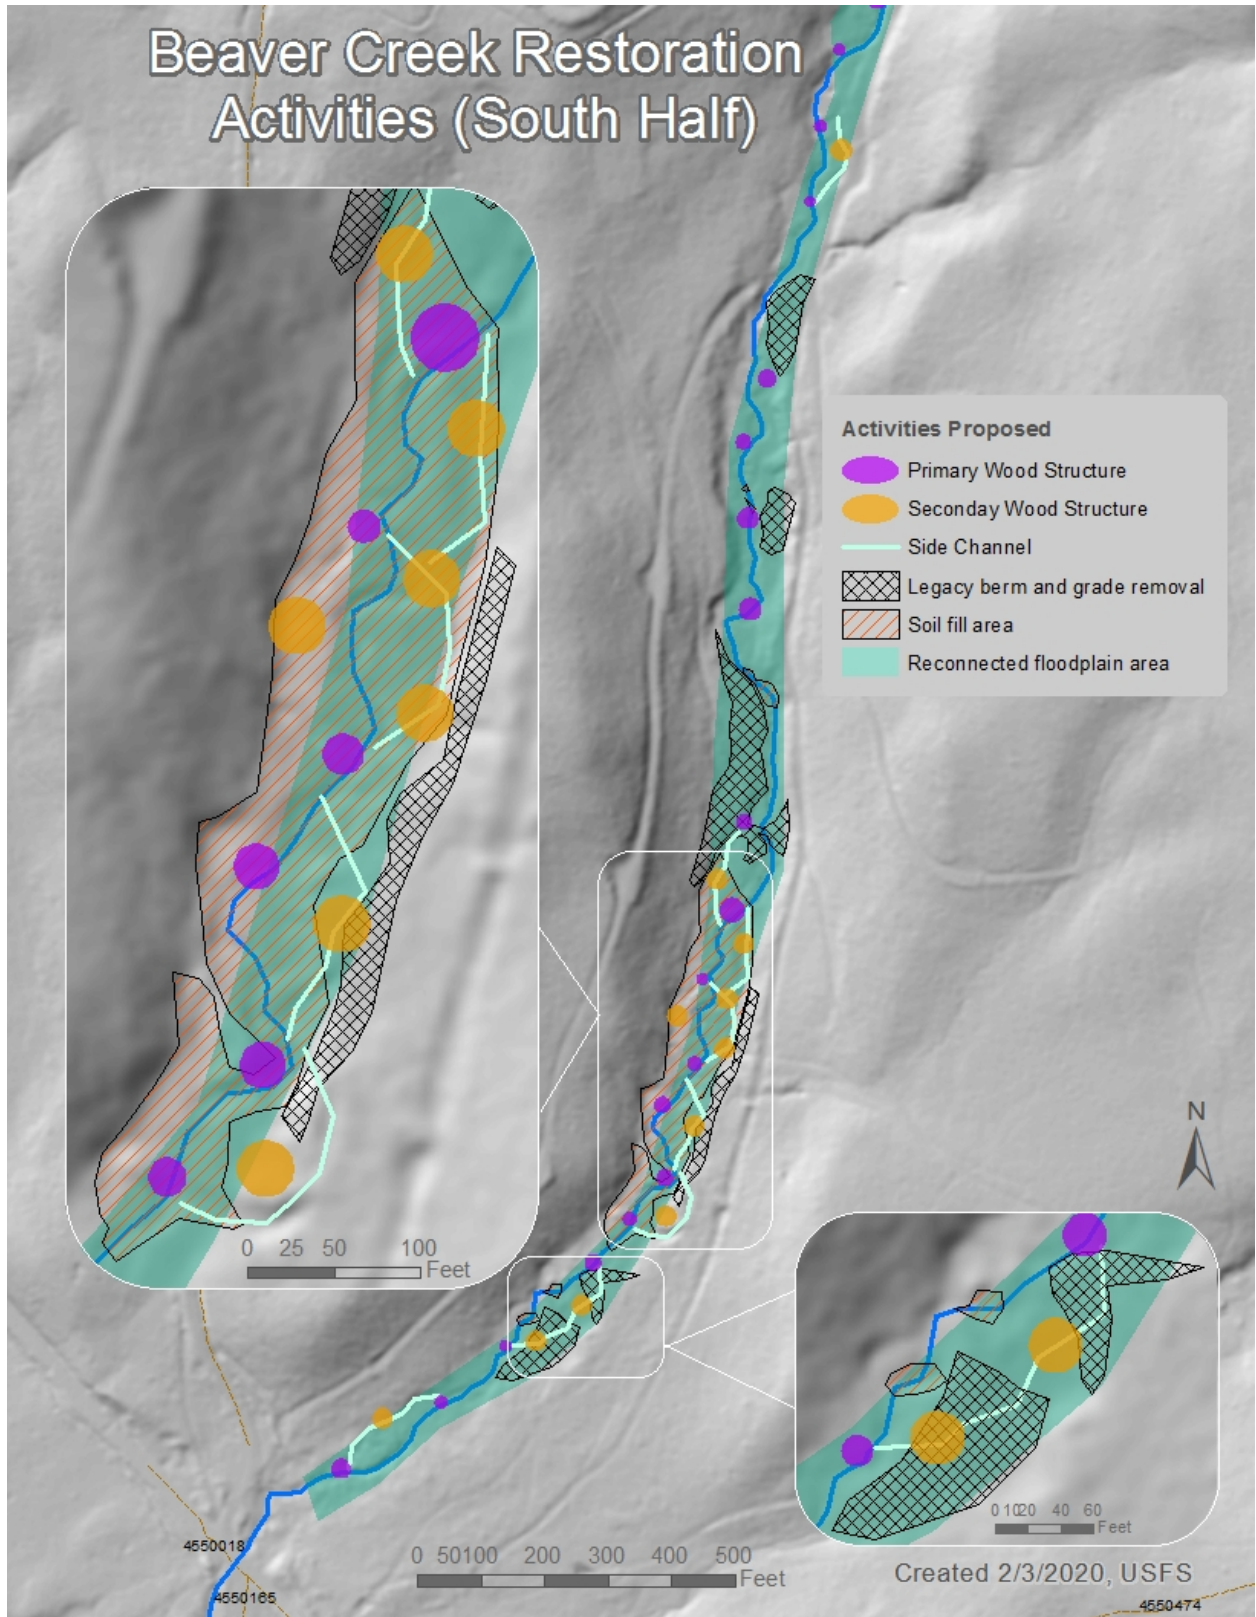 Beaver Creek Restoration
Activities (South Half)
Activities Proposed
Primary Wood Structure
Seconday Wood Structure
Side Channel
Legacy berm and grade removal
Soil fill area
Reconnected floodplain area
N
0 25 50 100
Feet
0 1020 40 60
Feet
4550018
0 50100 200 300 400 500
Feet
Created 2/3/2020, USFS
4550165
4550474